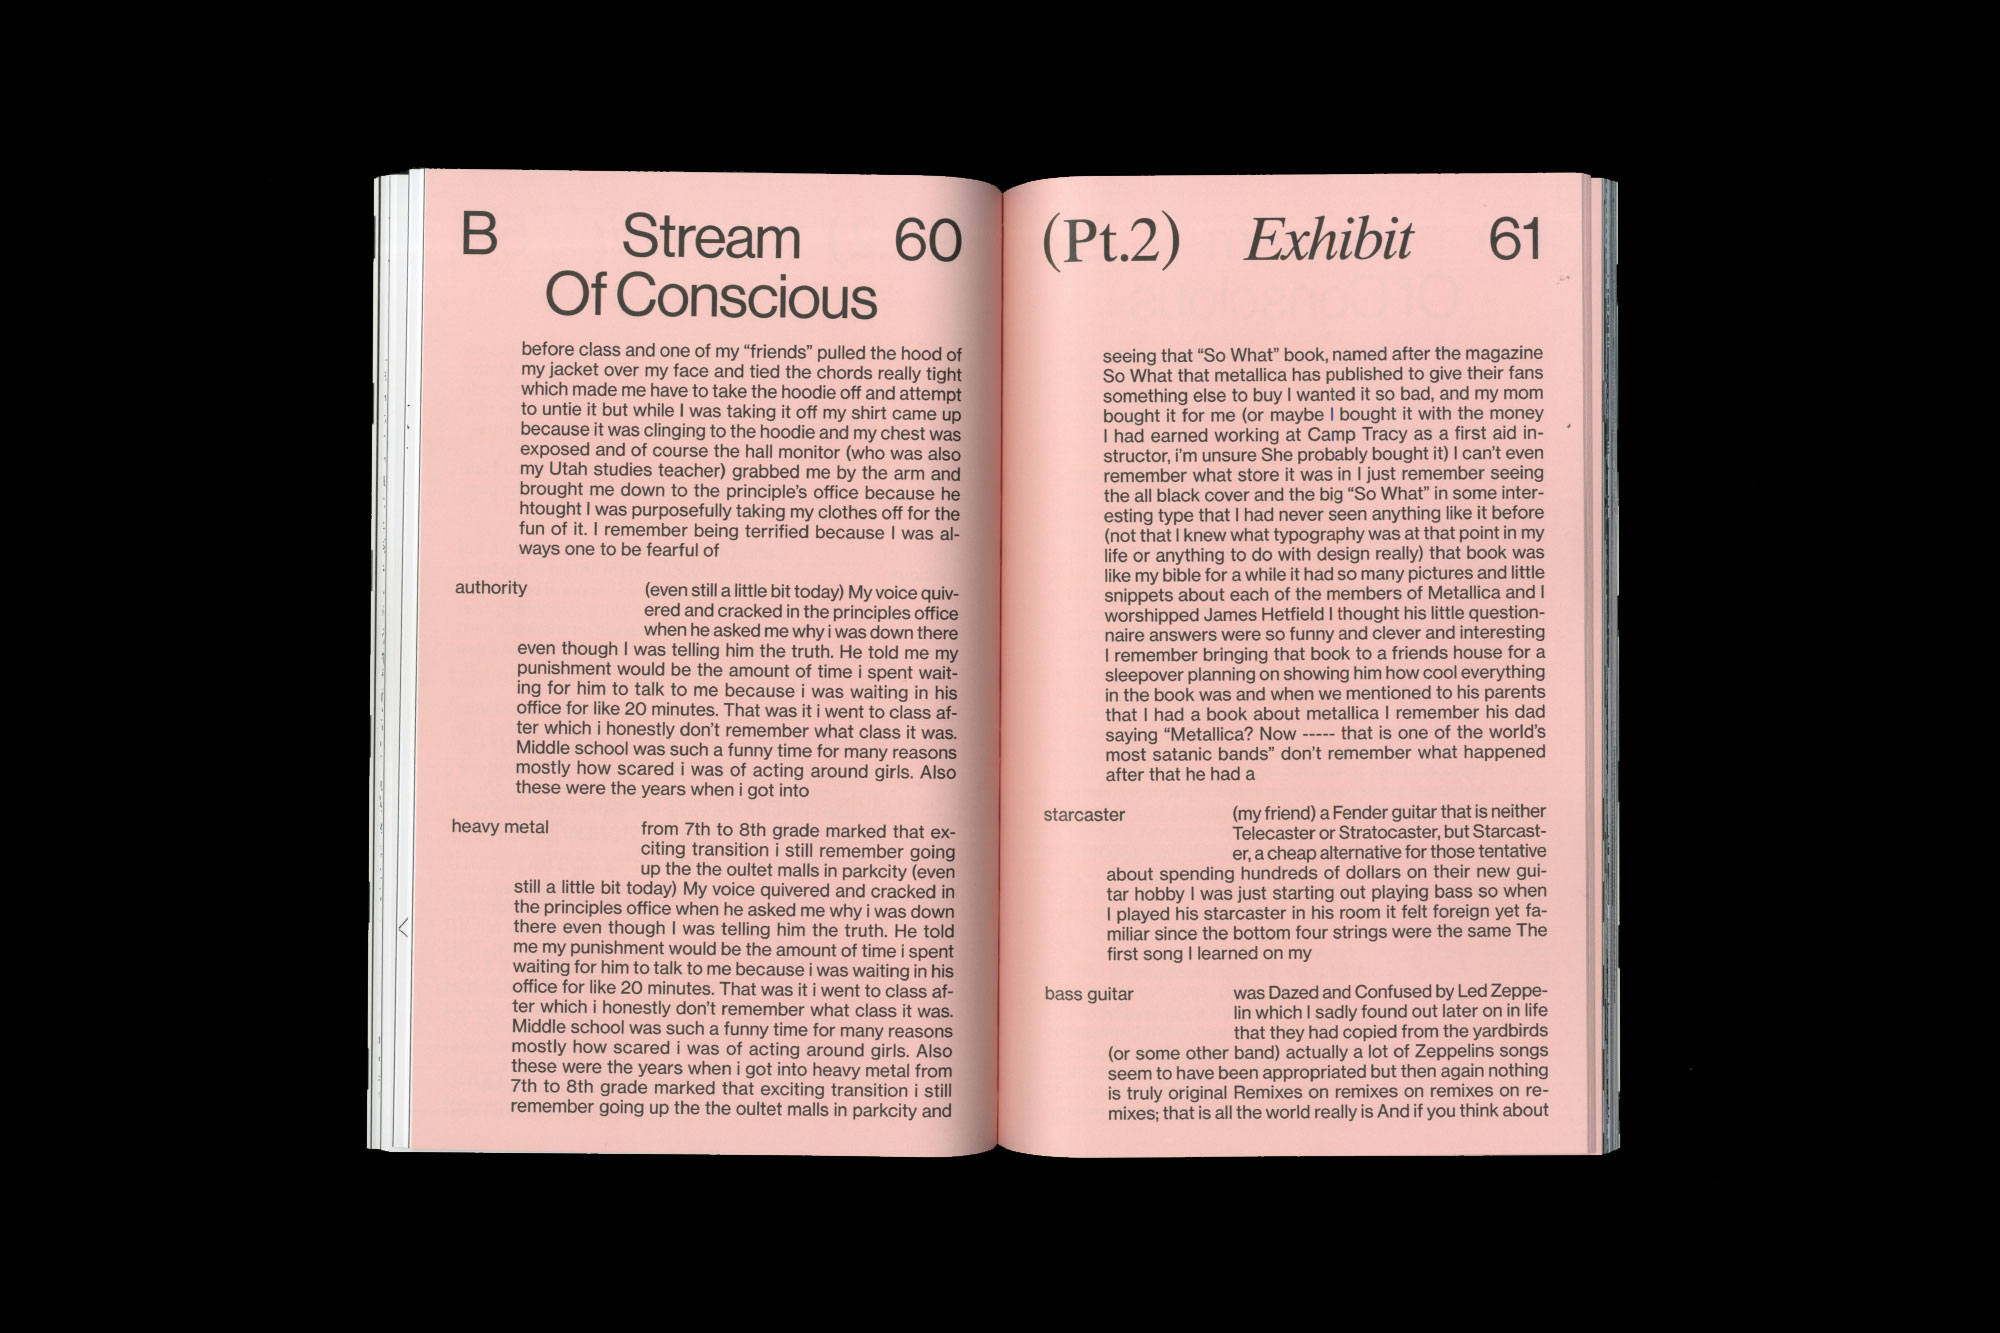 B Stream 60
Of Conscious
before class and one of my “friends” pulled the hood of
my jacket over my face and tied the chords really tight
which made me have to take the hoodie off and attempt
to untie it but while I was taking it off my shirt came up
because it was clinging to the hoodie and my chest was
exposed and of course the hall monitor (who was also
my Utah studies teacher) grabbed me by the arm and
brought me down to the principle’s office because he
htought I was purposefully taking my clothes off for the
fun of it. I remember being terrified because I was al-
ways one to be fearful of
authority (even still a little bit today) My voice quiv-
ered and cracked in the principles office
when he asked me why i was down there
even though I was telling him the truth. He told me my
punishment would be the amount of time i spent wait-
ing for him to talk to me because i was waiting in his
office for like 20 minutes. That was it i went to class af-
ter which i honestly don’t remember what class it was.
Middle school was such a funny time for many reasons
mostly how scared i was of acting around girls. Also
these were the years when i got into
heavy metal from 7th to 8th grade marked that ex-
citing transition i still remember going
up the the oultet malls in parkcity (even
still a little bit today) My voice quivered and cracked in
the principles office when he asked me why i was down
there even though I was telling him the truth. He told
me my punishment would be the amount of time i spent
waiting for him to talk to me because i was waiting in his
office for like 20 minutes. That was it i went to class af-
ter which i honestly don’t remember what class it was.
Middle school was such a funny time for many reasons
mostly how scared i was of acting around girls. Also
these were the years when i got into heavy metal from
7th to 8th grade marked that exciting transition i still
remember going up the the oultet malls in parkcity and
(Pt.2) Exhibit 61
seeing that “So What” book, named after the magazine
So What that metallica has published to give their fans
something else to buy I wanted it so bad, and my mom
bought it for me (or maybe I bought it with the money
I had earned working at Camp Tracy as a first aid in-
structor, i’m unsure She probably bought it) I can’t even
remember what store it was in I just remember seeing
the all black cover and the big “So What” in some inter-
esting type that I had never seen anything like it before
(not that I knew what typography was at that point in my
life or anything to do with design really) that book was
like my bible for a while it had so many pictures and little
snippets about each of the members of Metallica and I
worshipped James Hetfield I thought his little question-
naire answers were so funny and clever and interesting
I remember bringing that book to a friends house for a
sleepover planning on showing him how cool everything
in the book was and when we mentioned to his parents
that I had a book about metallica I remember his dad
saying “Metallica? Now ----- that is one of the world’s
most satanic bands” don’t remember what happened
after that he had a
starcaster (my friend) a Fender guitar that is neither
Telecaster or Stratocaster, but Starcast-
er, a cheap alternative for those tentative
about spending hundreds of dollars on their new gui-
tar hobby I was just starting out playing bass so when
I played his starcaster in his room it felt foreign yet fa-
miliar since the bottom four strings were the same The
first song I learned on my
bass guitar was Dazed and Confused by Led Zeppe-
lin which I sadly found out later on in life
that they had copied from the yardbirds
(or some other band) actually a lot of Zeppelins songs
seem to have been appropriated but then again nothing
is truly original Remixes on remixes on remixes on re-
mixes; that is all the world really is And if you think about